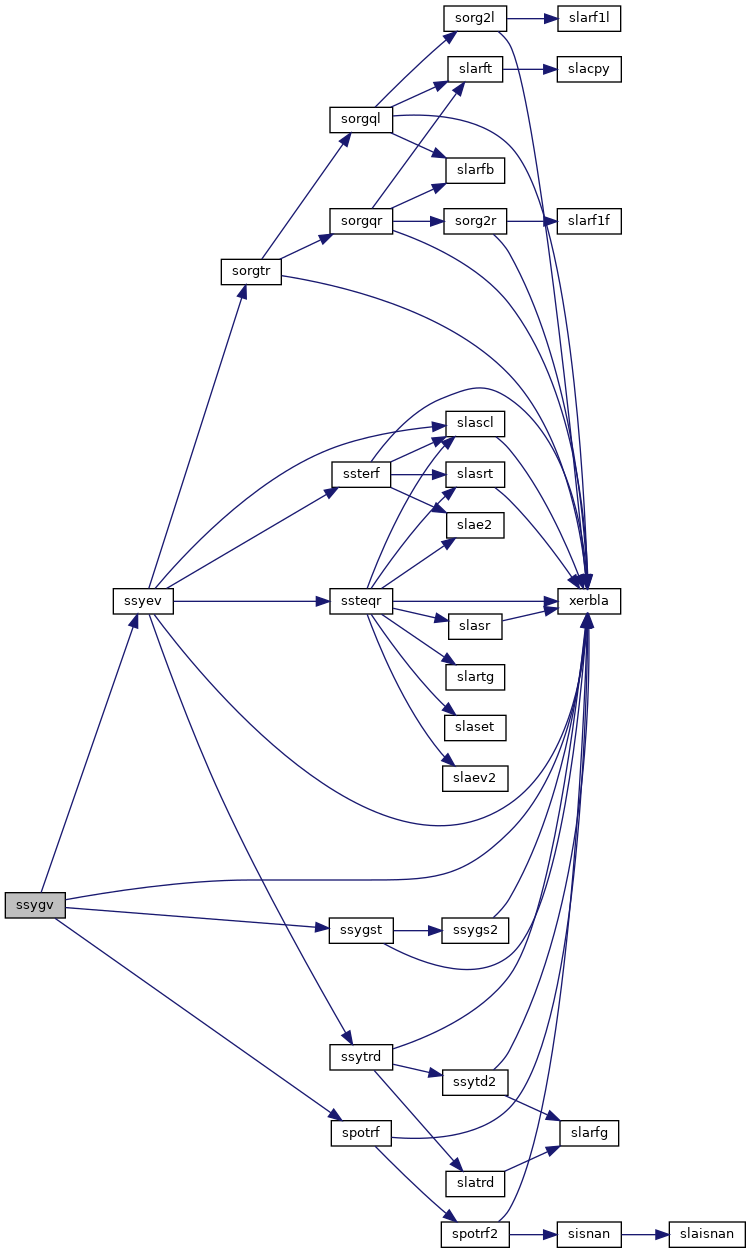 sorg2l
slarf1l
slarft
slacpy
sorgql
slarfb
sorgqr
sorg2r
slarf1f
sorgtr
slascl
ssterf
slasrt
slae2
ssyev
ssteqr
xerbla
slasr
slartg
slaset
slaev2
ssygv
ssygst
ssygs2
ssytrd
ssytd2
spotrf
slarfg
slatrd
spotrf2
sisnan
slaisnan